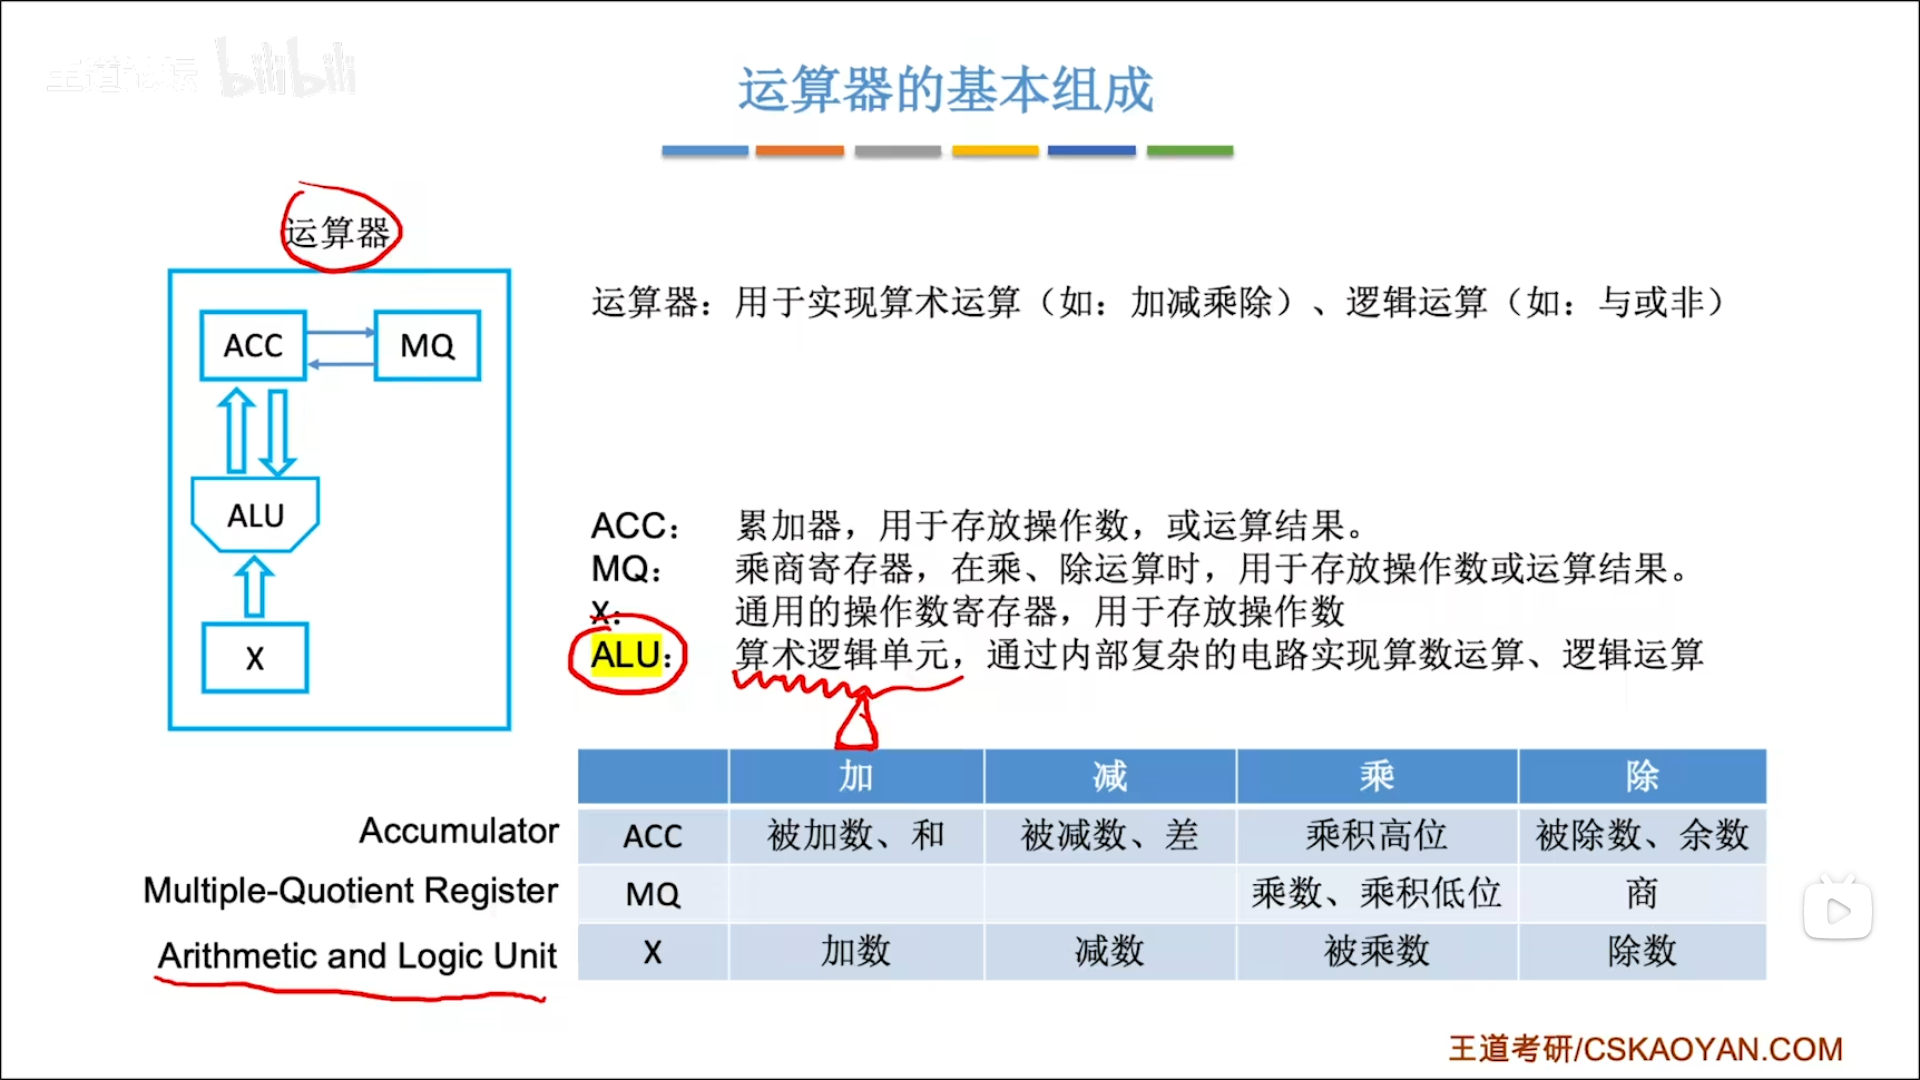 王道论坛 bilibili
运算器的基本组成
运算器
ACC
MQ
ALU
X
运算器：用于实现算术运算（如：加减乘除）、逻辑运算（如：与或非）
ACC： 累加器，用于存放操作数，或运算结果。
MQ： 乘商寄存器，在乘、除运算时，用于存放操作数或运算结果。
X： 通用的操作数寄存器，用于存放操作数
ALU： 算术逻辑单元，通过内部复杂的电路实现算数运算、逻辑运算
加 减 乘 除
Accumulator ACC 被加数、和 被减数、差 乘积高位 被除数、余数
Multiple-Quotient Register MQ 乘数、乘积低位 商
Arithmetic and Logic Unit X 加数 减数 被乘数 除数
王道考研/CSKAOYAN.COM